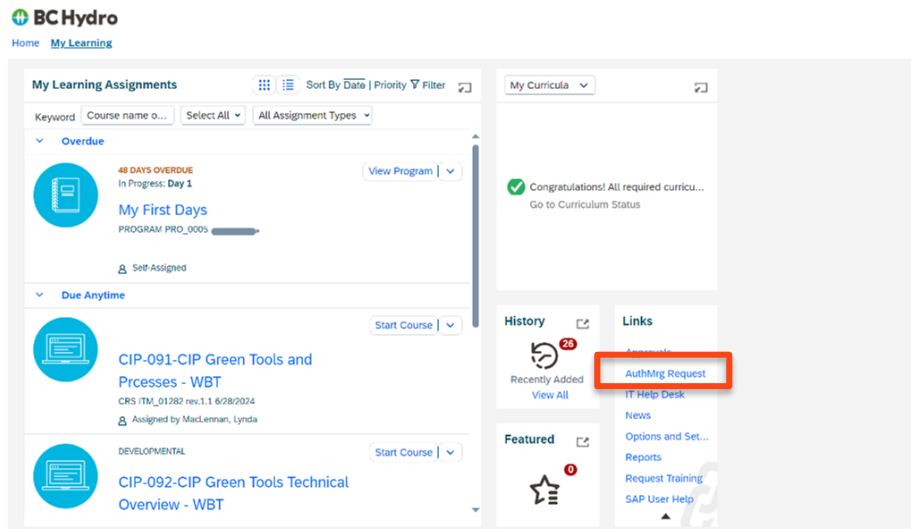 BC Hydro
Home My Learning
My Learning Assignments
Sort By Date | Priority Filter
Keyword Course name o... Select All All Assignment Types
Overdue
48 DAYS OVERDUE
In Progress: Day 1
View Program
My First Days
PROGRAM PRO_0005
Self-Assigned
Due Anytime
Start Course
CIP-091-CIP Green Tools and
Prcesses - WBT
CRS ITM_01282 rev.1.1 6/28/2024
Assigned by MacLennan, Lynda
DEVELOPMENTAL
Start Course
CIP-092-CIP Green Tools Technical
Overview - WBT
My Curricula
Congratulations! All required curricu...
Go to Curriculum Status
History
26
Recently Added
View All
Featured
0
Links
Approvals
AuthMrg Request
IT Help Desk
News
Options and Set...
Reports
Request Training
SAP User Help